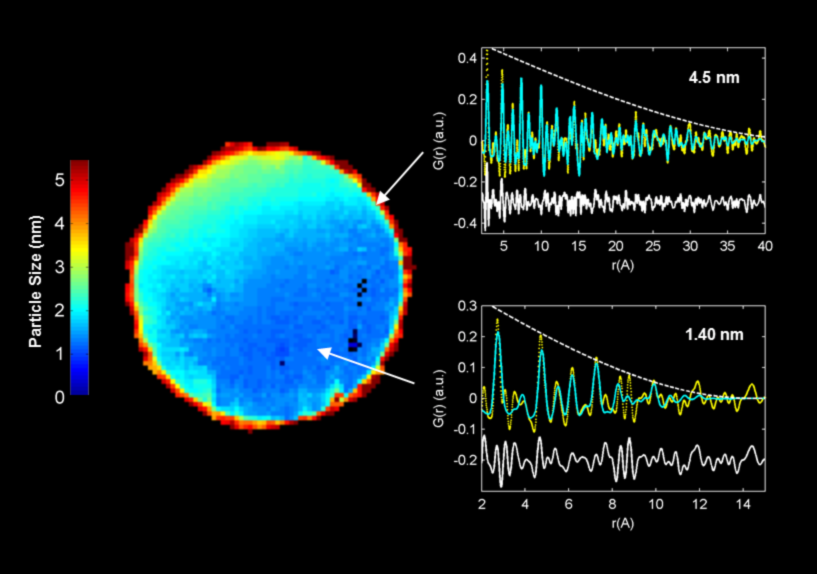 Particle Size (nm)
5
4
3
2
1
0
4.5 nm
G(r) (a.u.)
0.4
0.2
0
-0.2
-0.4
5 10 15 20 25 30 35 40
r(A)
1.40 nm
G(r) (a.u.)
0.3
0.2
0.1
0
-0.1
-0.2
2 4 6 8 10 12 14
r(A)